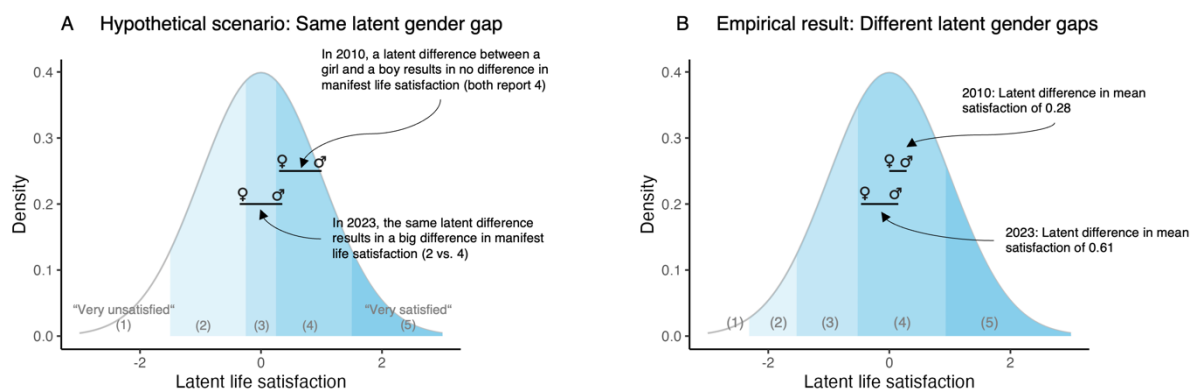 A Hypothetical scenario: Same latent gender gap
In 2010, a latent difference between a
girl and a boy results in no difference in
manifest life satisfaction (both report 4)
0.4
0.3
0.2
0.1
0.0
Density
♀ ♂
♀ ♂
In 2023, the same latent difference
results in a big difference in manifest
life satisfaction (2 vs. 4)
"Very unsatisfied" "Very satisfied"
(1) (2) (3) (4) (5)
-2 0 2
Latent life satisfaction
B Empirical result: Different latent gender gaps
2010: Latent difference in mean
satisfaction of 0.28
0.4
0.3
0.2
0.1
0.0
Density
♀ ♂
♀ ♂
2023: Latent difference in mean
satisfaction of 0.61
(1) (2) (3) (4) (5)
-2 0 2
Latent life satisfaction